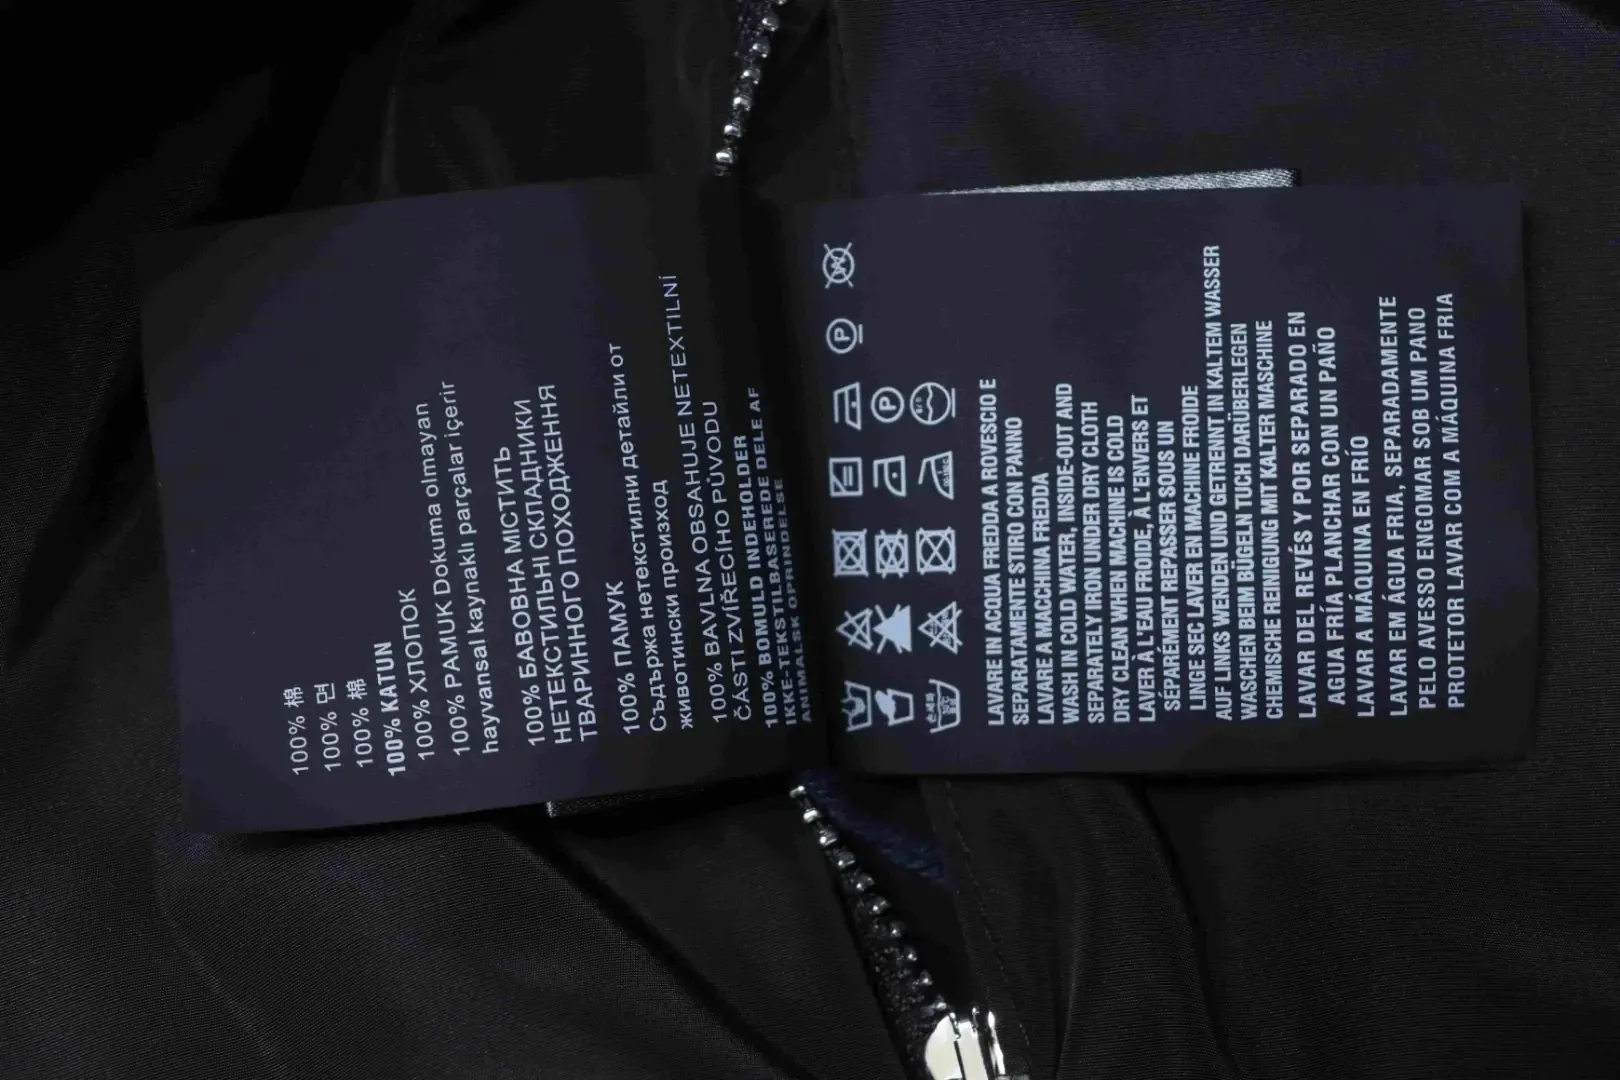 100% 棉
100% 면
100% 棉
100% KATUN
100% ХЛОПОК
100% PAMUK Dokuma olmayan
hayvansal kaynaklı parçalar içerir
100% БАВОВНА МСТИТЬ
НЕТЕКСТИЛЬНІ СКЛАДНИКИ
ТВАРИННОГО ПОХОДЖЕННЯ
100% ПАМУК
Съдържа нетекстилни детайли от
животински произход
100% BAVLNA OBSAHUJE NETEXTILNÍ
ČÁSTI ZVÍŘECÍHO PŮVODU
100% BOMULD INDEHOLDER
IKKE-TEKSTILBASEREDE DELE AF
ANIMALSK OPRINDELSE
LAVARE IN ACQUA FREDDA A ROVESCIO E
SEPARATAMENTE STIRO CON PANNO
LAVARE A MACCHINA FREDDA
WASH IN COLD WATER, INSIDE-OUT AND
SEPARATELY IRON UNDER DRY CLOTH
DRY CLEAN WHEN MACHINE IS COLD
LAVER À L'EAU FROIDE, À L'ENVERS ET
SÉPARÉMENT REPASSER SOUS UN
LINGE SEC LAVER EN MACHINE FROIDE
AUF LINKS WENDEN UND GETRENNT IN KALTEM WASSER
WASCHEN BEIM BÜGELN TUCH DARÜBERLEGEN
CHEMISCHE REINIGUNG MIT KALTER MASCHINE
LAVAR DEL REVÉS Y POR SEPARADO EN
AGUA FRÍA PLANCHAR CON UN PAÑO
LAVAR A MÁQUINA EN FRÍO
LAVAR EM ÁGUA FRIA, SEPARADAMENTE
PELO AVESSO ENGOMAR SOB UM PANO
PROTETOR LAVAR COM A MÁQUINA FRIA